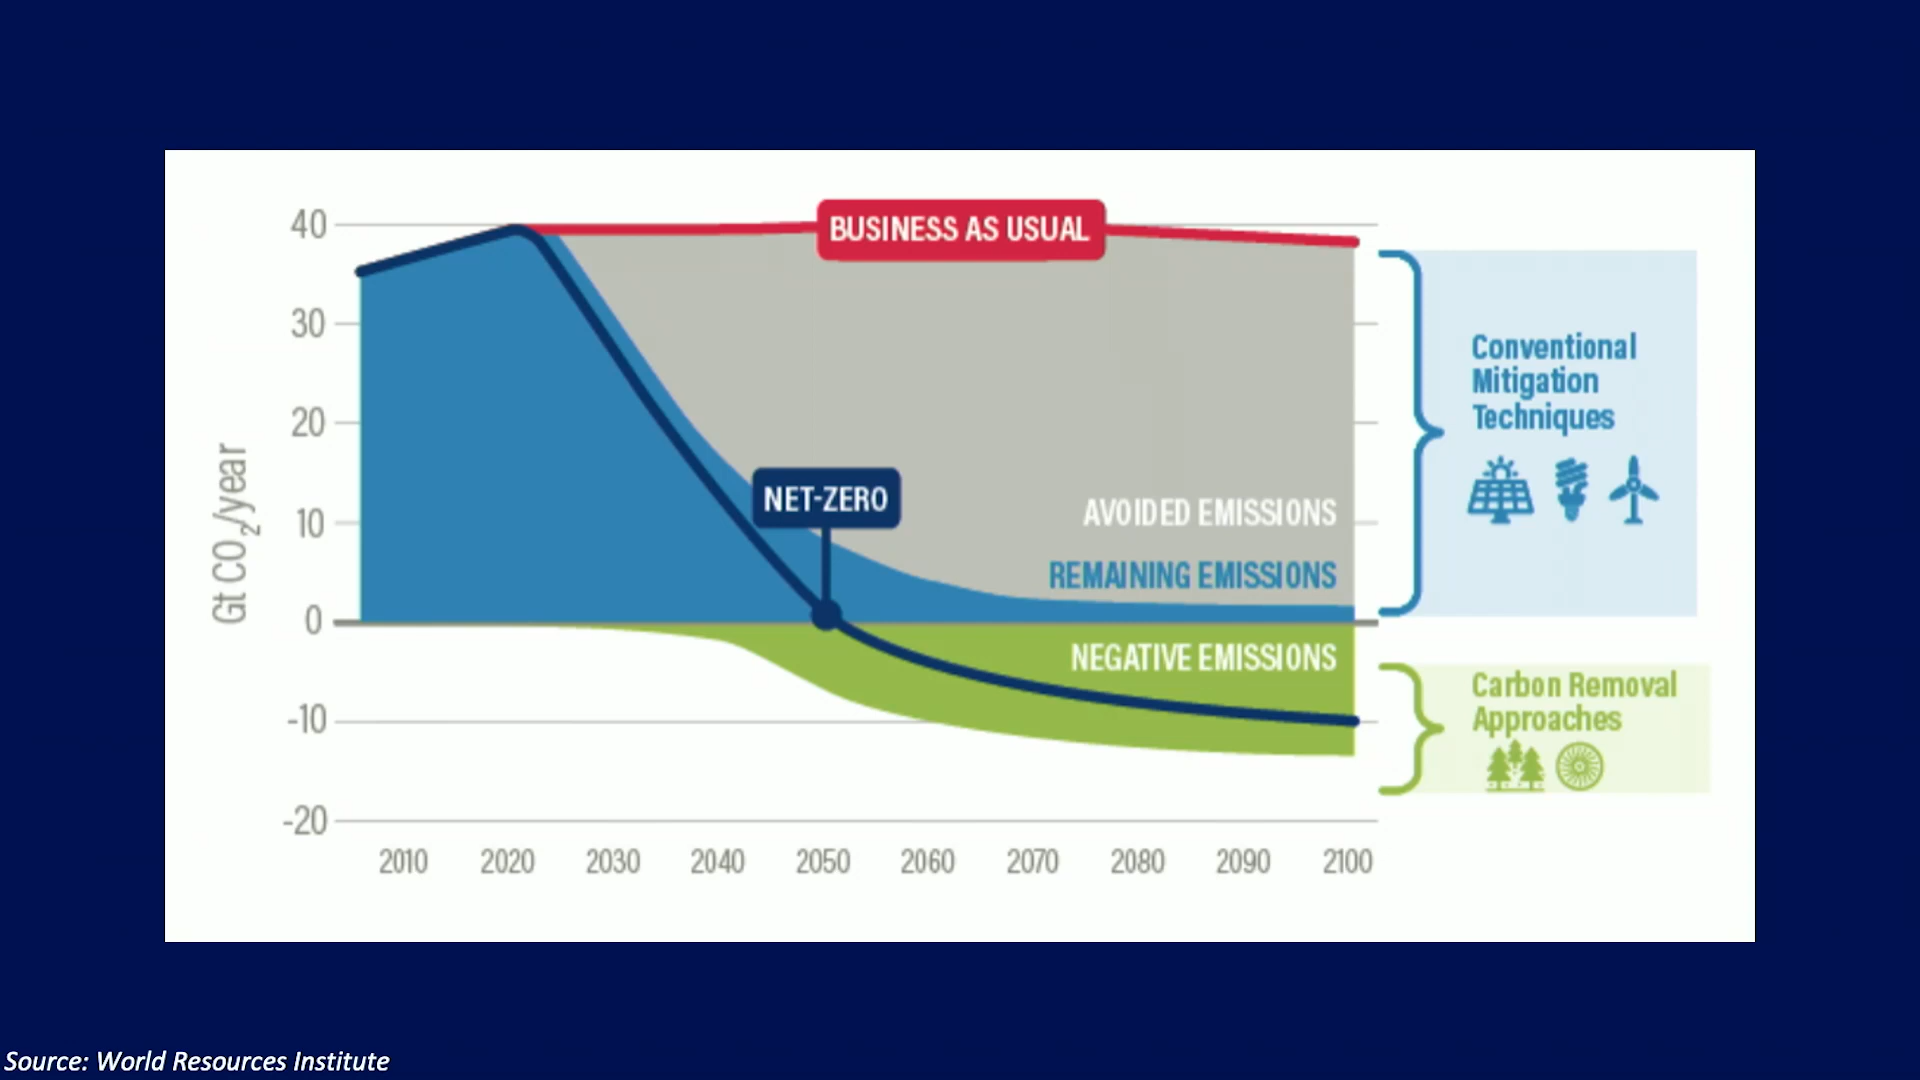 BUSINESS AS USUAL
40
30
20
10
0
-10
-20
Gt CO₂/year
NET-ZERO
AVOIDED EMISSIONS
REMAINING EMISSIONS
NEGATIVE EMISSIONS
Conventional
Mitigation
Techniques
Carbon Removal
Approaches
2010 2020 2030 2040 2050 2060 2070 2080 2090 2100
Source: World Resources Institute